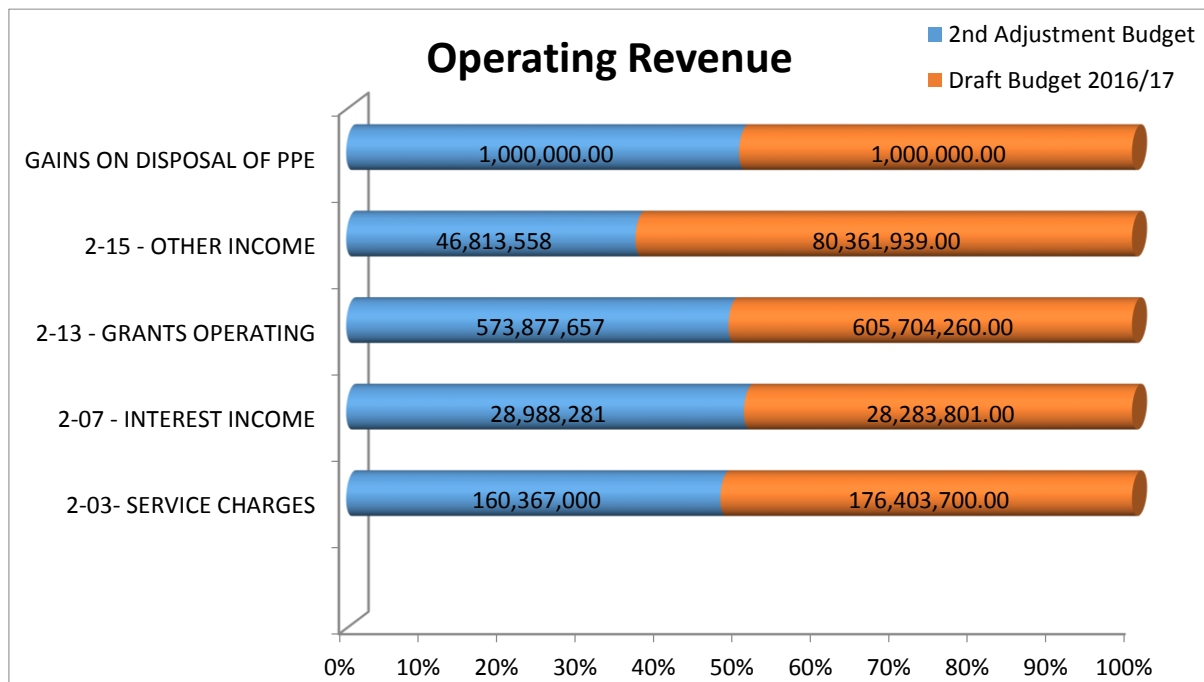 Operating Revenue
2nd Adjustment Budget
Draft Budget 2016/17
GAINS ON DISPOSAL OF PPE 1,000,000.00 1,000,000.00
2-15 - OTHER INCOME 46,813,558 80,361,939.00
2-13 - GRANTS OPERATING 573,877,657 605,704,260.00
2-07 - INTEREST INCOME 28,988,281 28,283,801.00
2-03- SERVICE CHARGES 160,367,000 176,403,700.00
0% 10% 20% 30% 40% 50% 60% 70% 80% 90% 100%